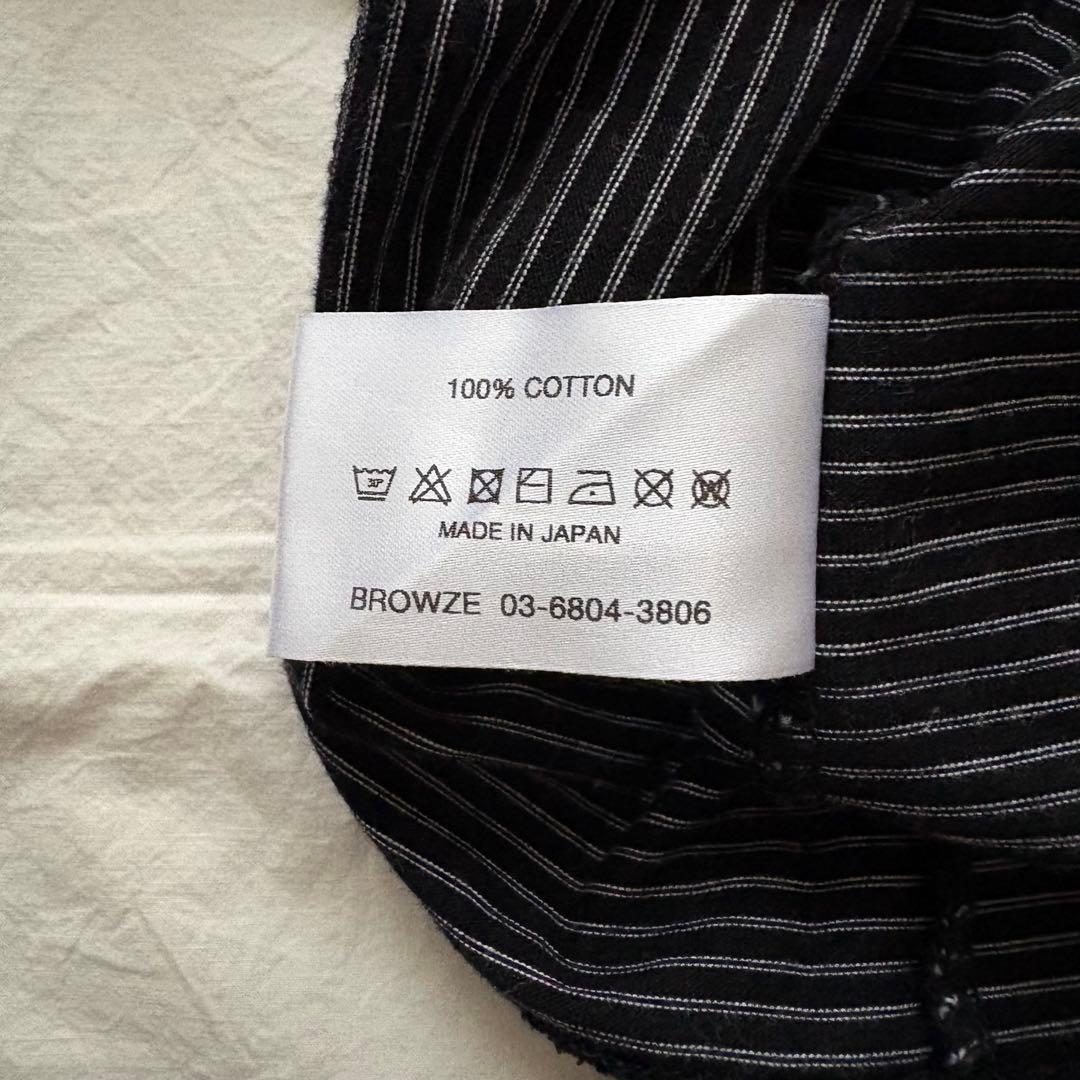 100% COTTON
MADE IN JAPAN
BROWZE 03-6804-3806